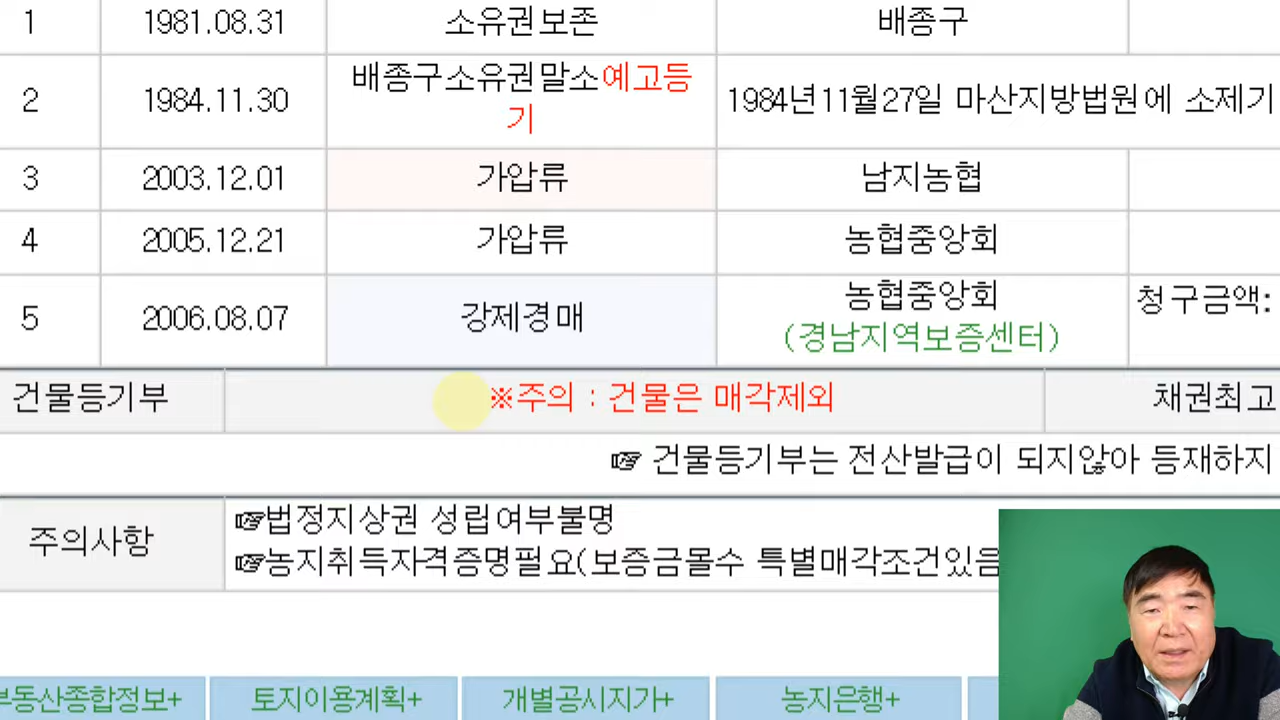 1 1981.08.31 소유권보존 배종구
2 1984.11.30 배종구소유권말소예고등기 1984년11월27일 마산지방법원에 소제기
3 2003.12.01 가압류 남지농협
4 2005.12.21 가압류 농협중앙회
5 2006.08.07 강제경매 농협중앙회 청구금액:
(경남지역보증센터)
건물등기부 ※주의 : 건물은 매각제외 채권최고
☞ 건물등기부는 전산발급이 되지않아 등재하지
주의사항
☞법정지상권 성립여부불명
☞농지취득자격증명필요(보증금몰수 특별매각조건있음
부동산종합정보+ 토지이용계획+ 개별공시지가+ 농지은행+